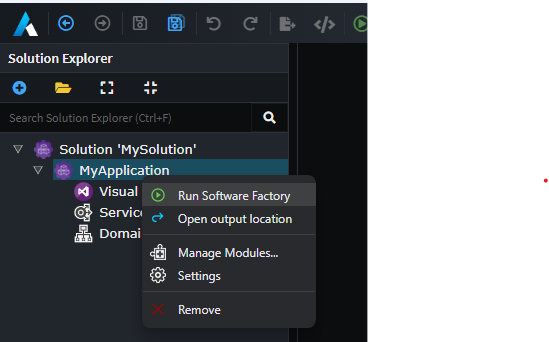 Solution Explorer
Search Solution Explorer (Ctrl+F)
Solution 'MySolution'
MyApplication
Visual
Run Software Factory
Servic
Open output location
Domai
Manage Modules...
Settings
Remove